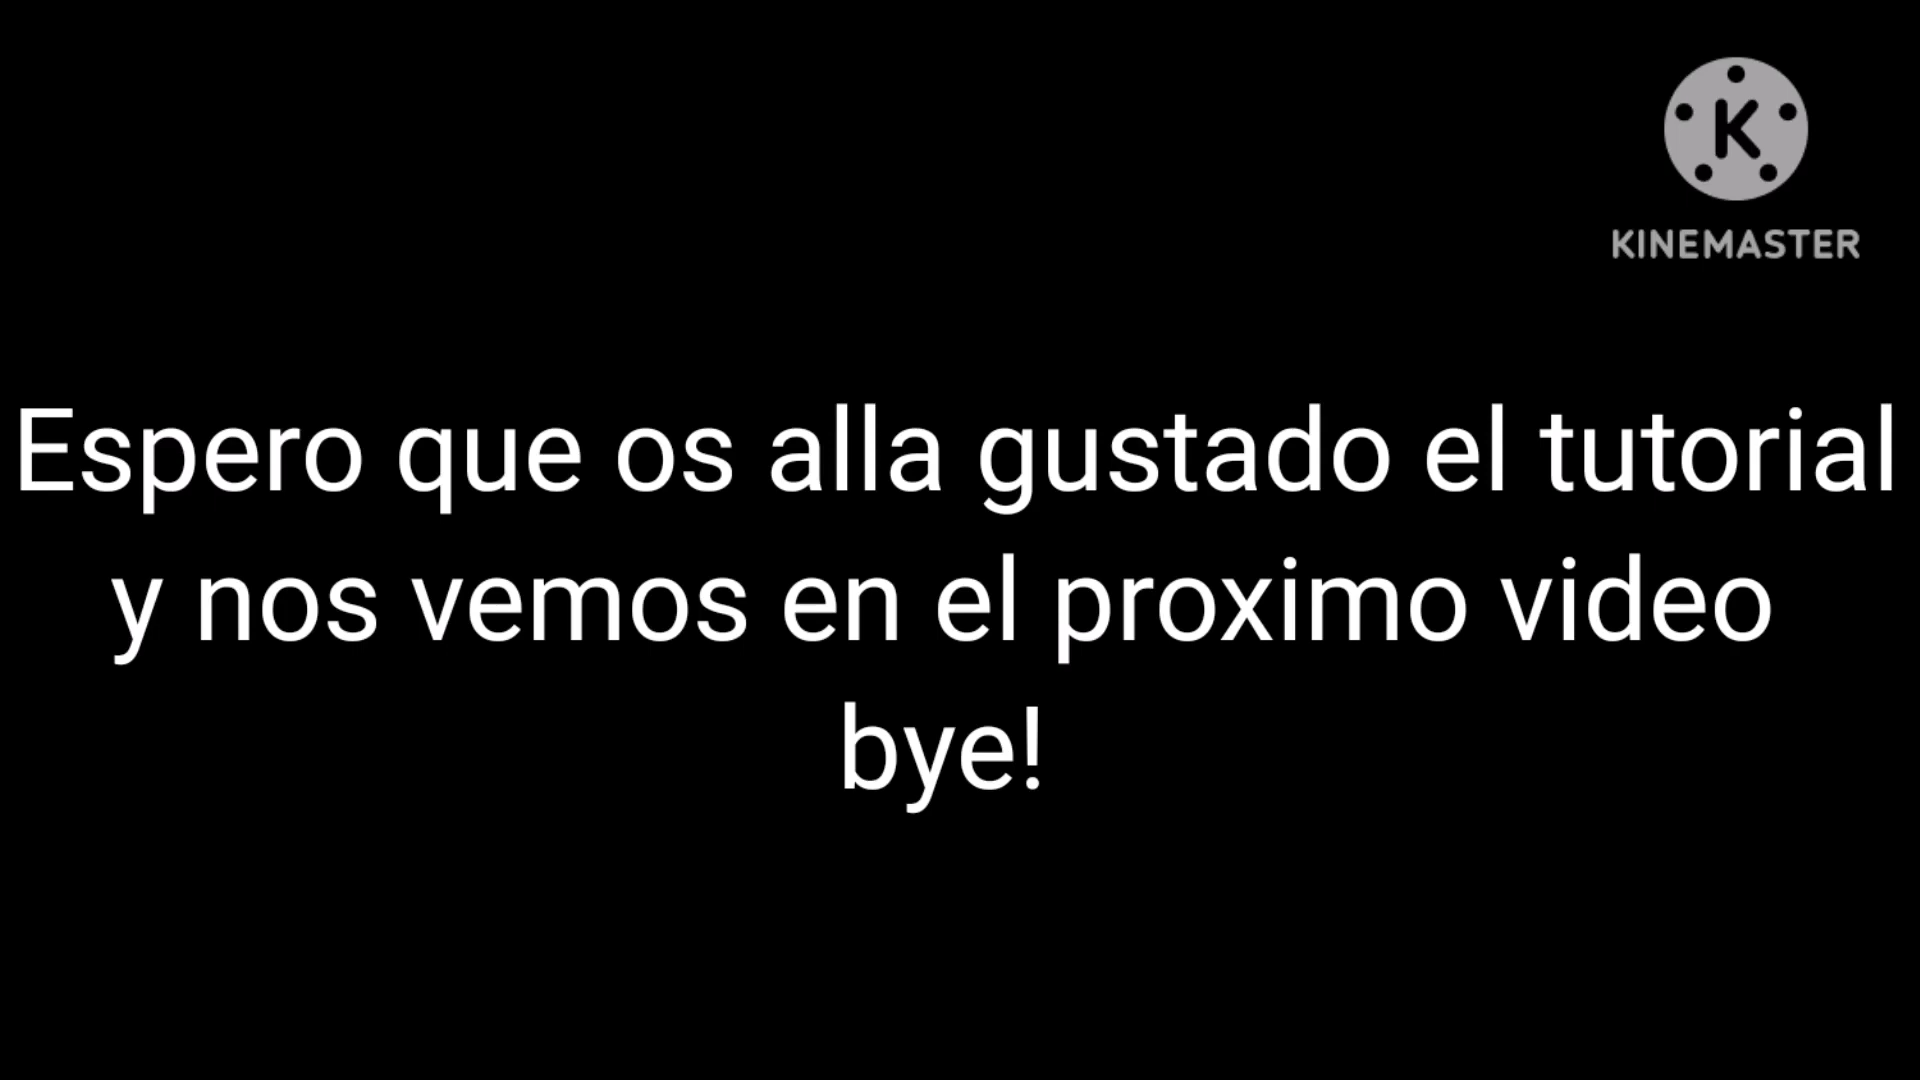 K
KINEMASTER
Espero que os alla gustado el tutorial
y nos vemos en el proximo video
bye!